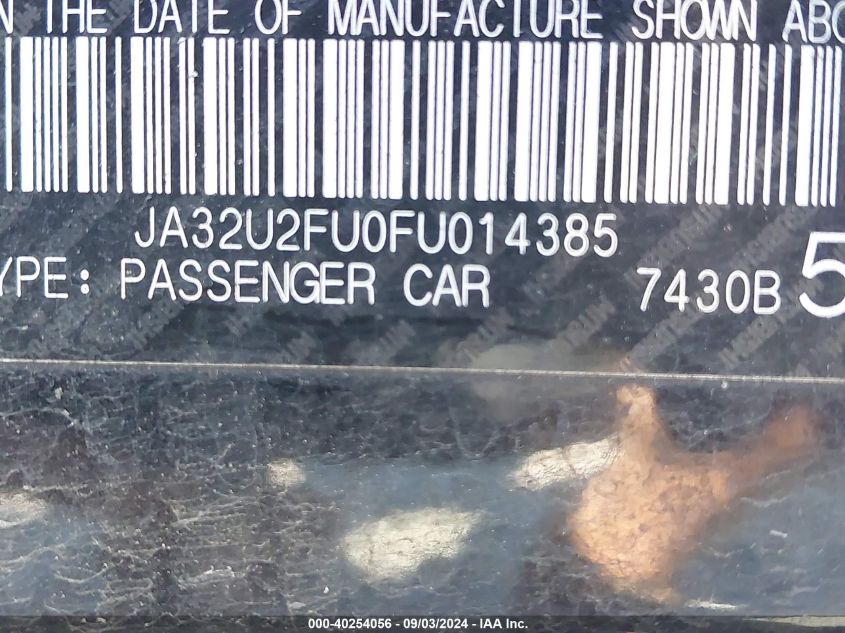 N THE DATE OF MANUFACTURE SHOWN ABO
JA32U2FU0FU014385
YPE: PASSENGER CAR 7430B 5
000-40254056 - 09/03/2024 - IAA Inc.